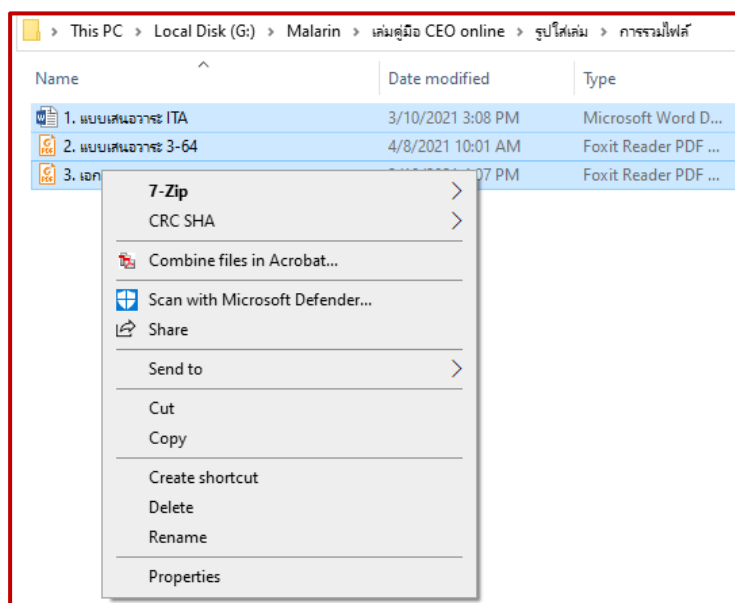 This PC > Local Disk (G:) > Malarin > เล่มคู่มือ CEO online > รูปใส่เล่ม > การรวมไฟล์
Name Date modified Type
1. แบบเสนอวาระ ITA 3/10/2021 3:08 PM Microsoft Word D...
2. แบบเสนอวาระ 3-64 4/8/2021 10:01 AM Foxit Reader PDF ...
3. :07 PM Foxit Reader PDF ...
7-Zip
CRC SHA
Combine files in Acrobat...
Scan with Microsoft Defender...
Share
Send to
Cut
Copy
Create shortcut
Delete
Rename
Properties